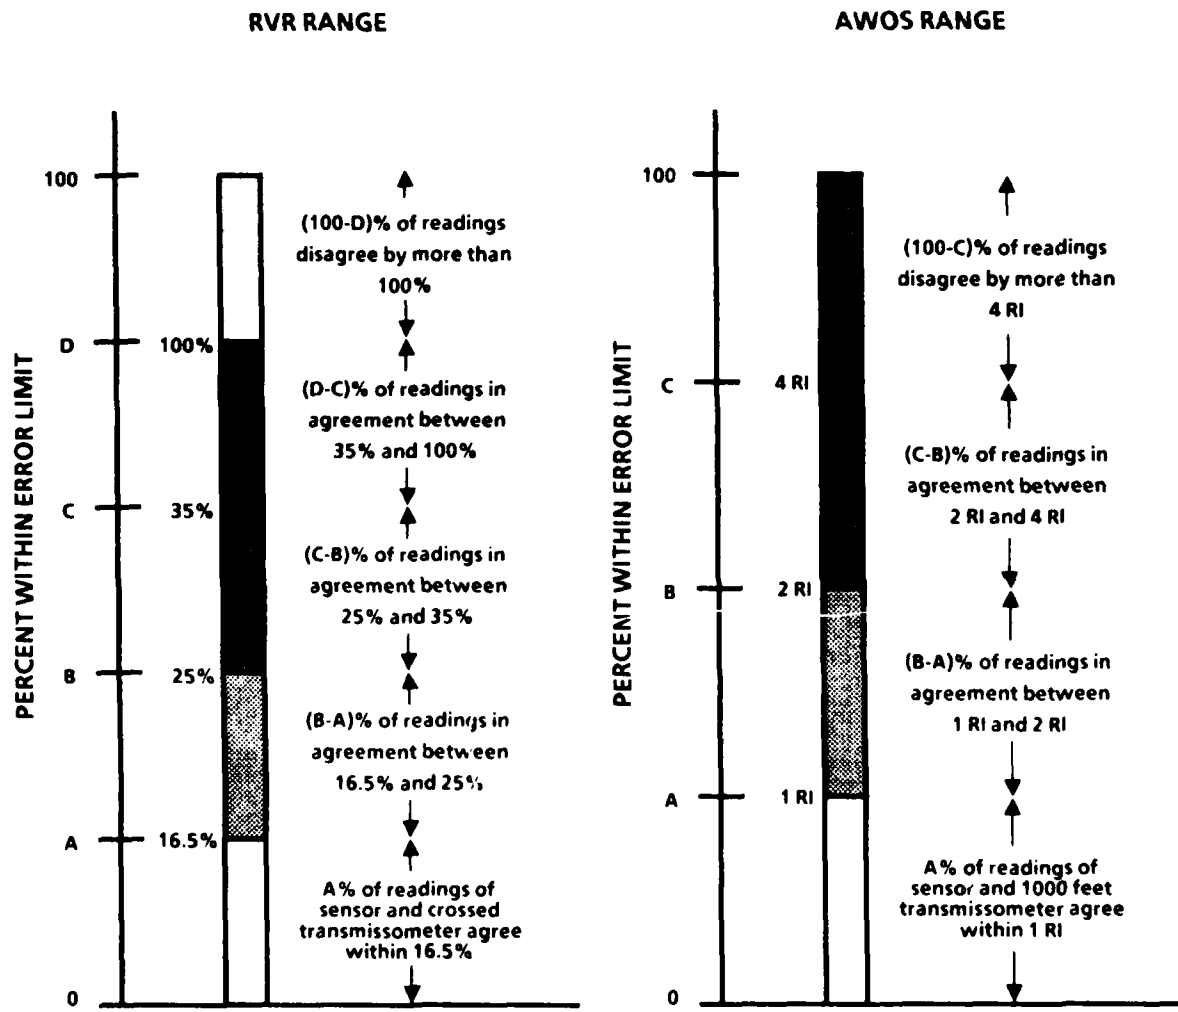 RVR RANGE
PERCENT WITHIN ERROR LIMIT
100
D
C
B
A
0
100%
35%
25%
16.5%
(100-D)% of readings
disagree by more than
100%
(D-C)% of readings in
agreement between
35% and 100%
(C-B)% of readings in
agreement between
25% and 35%
(B-A)% of readings in
agreement between
16.5% and 25%
A% of readings of
sensor and crossed
transmissometer agree
within 16.5%
AWOS RANGE
PERCENT WITHIN ERROR LIMIT
100
C
B
A
0
4 RI
2 RI
1 RI
(100-C)% of readings
disagree by more than
4 RI
(C-B)% of readings in
agreement between
2 RI and 4 RI
(B-A)% of readings in
agreement between
1 RI and 2 RI
A% of readings of
sensor and 1000 feet
transmissometer agree
within 1 RI